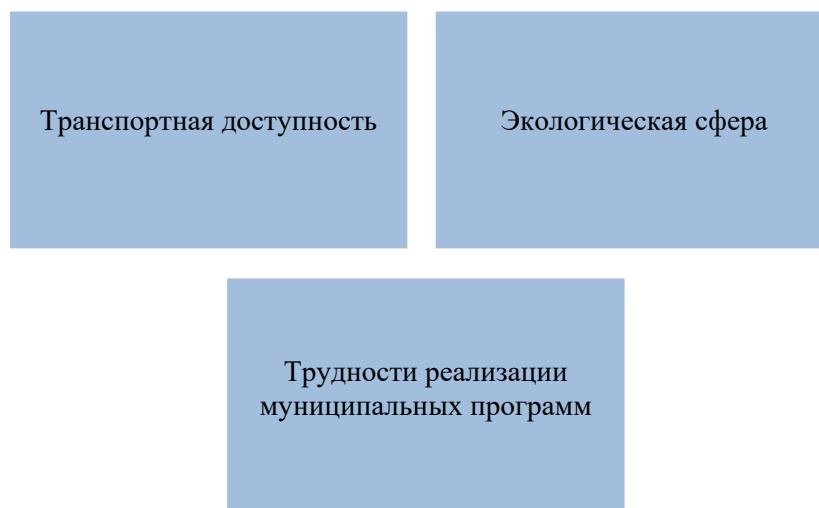 Транспортная доступность
Экологическая сфера
Трудности реализации
муниципальных программ